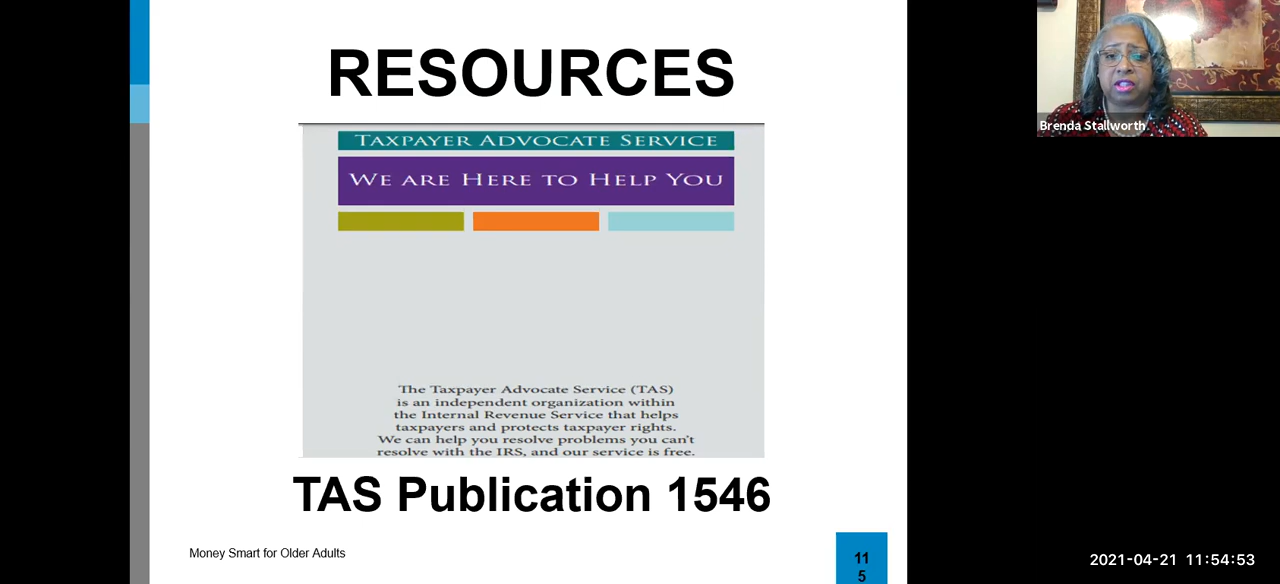 RESOURCES
TAXPAYER ADVOCATE SERVICE
WE ARE HERE TO HELP YOU
The Taxpayer Advocate Service (TAS)
is an independent organization within
the Internal Revenue Service that helps
taxpayers and protects taxpayer rights.
We can help you resolve problems you can't
resolve with the IRS, and our service is free.
TAS Publication 1546
Money Smart for Older Adults
11
5
Brenda Stallworth
2021-04-21 11:54:53